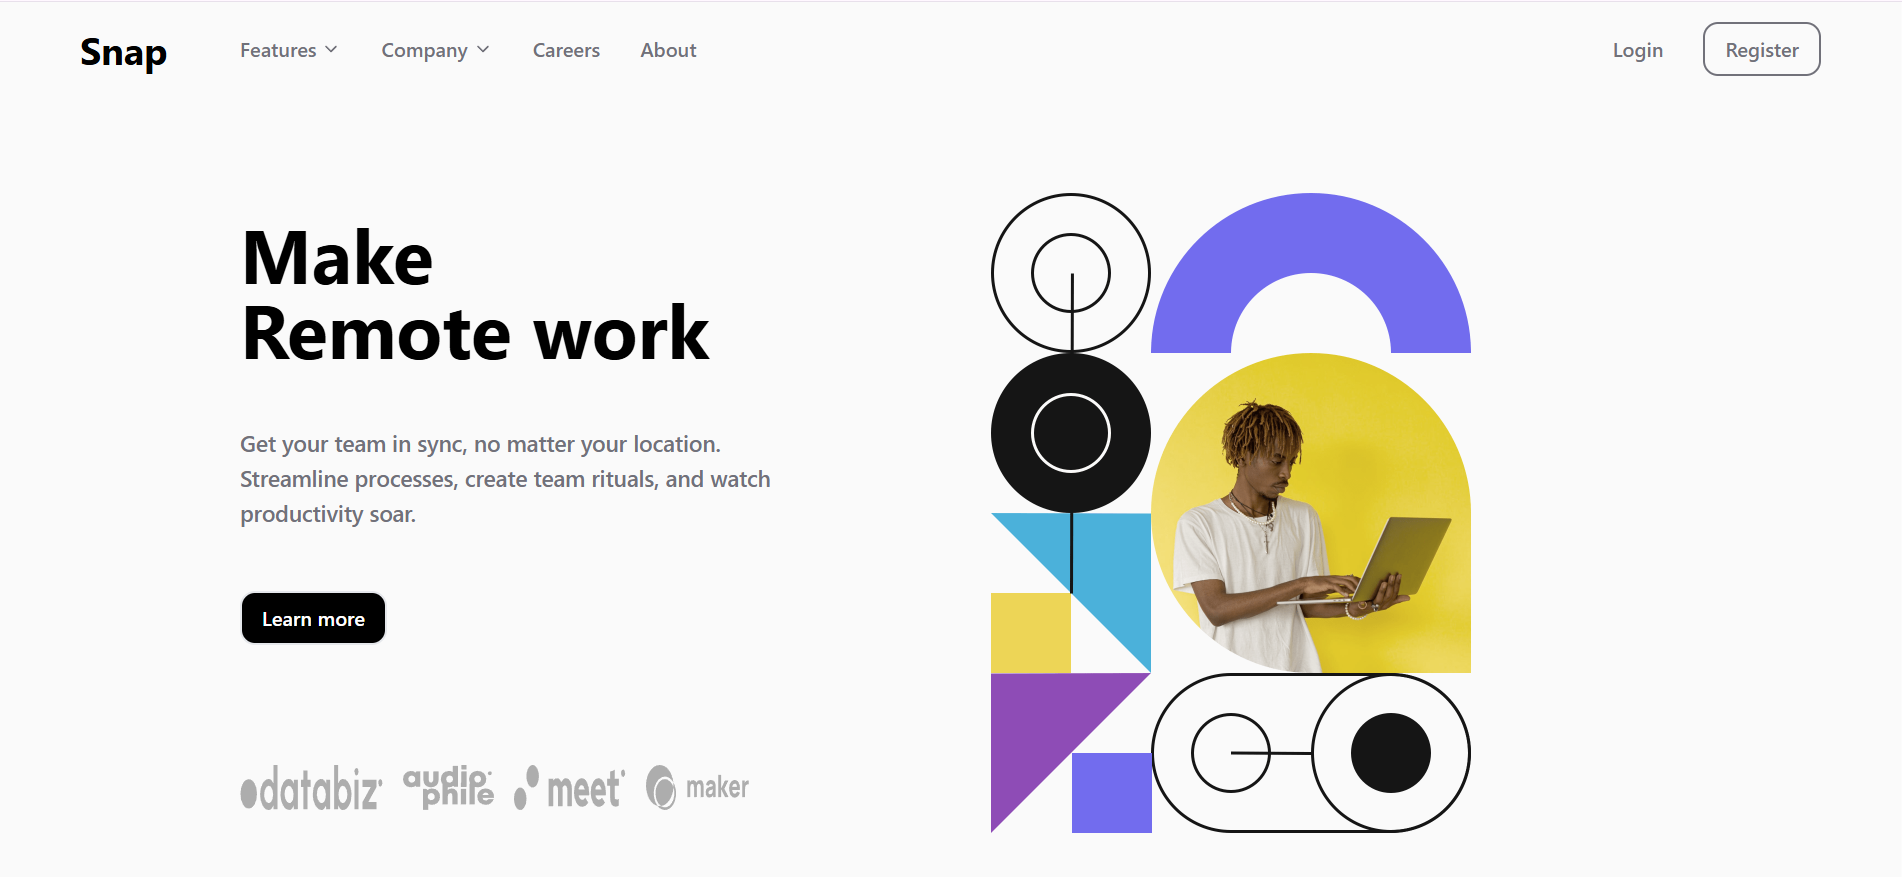 Snap
Features
Company
Careers
About
Login
Register
Make
Remote work
Get your team in sync, no matter your location.
Streamline processes, create team rituals, and watch
productivity soar.
Learn more
databiz
audiophile
meet
maker